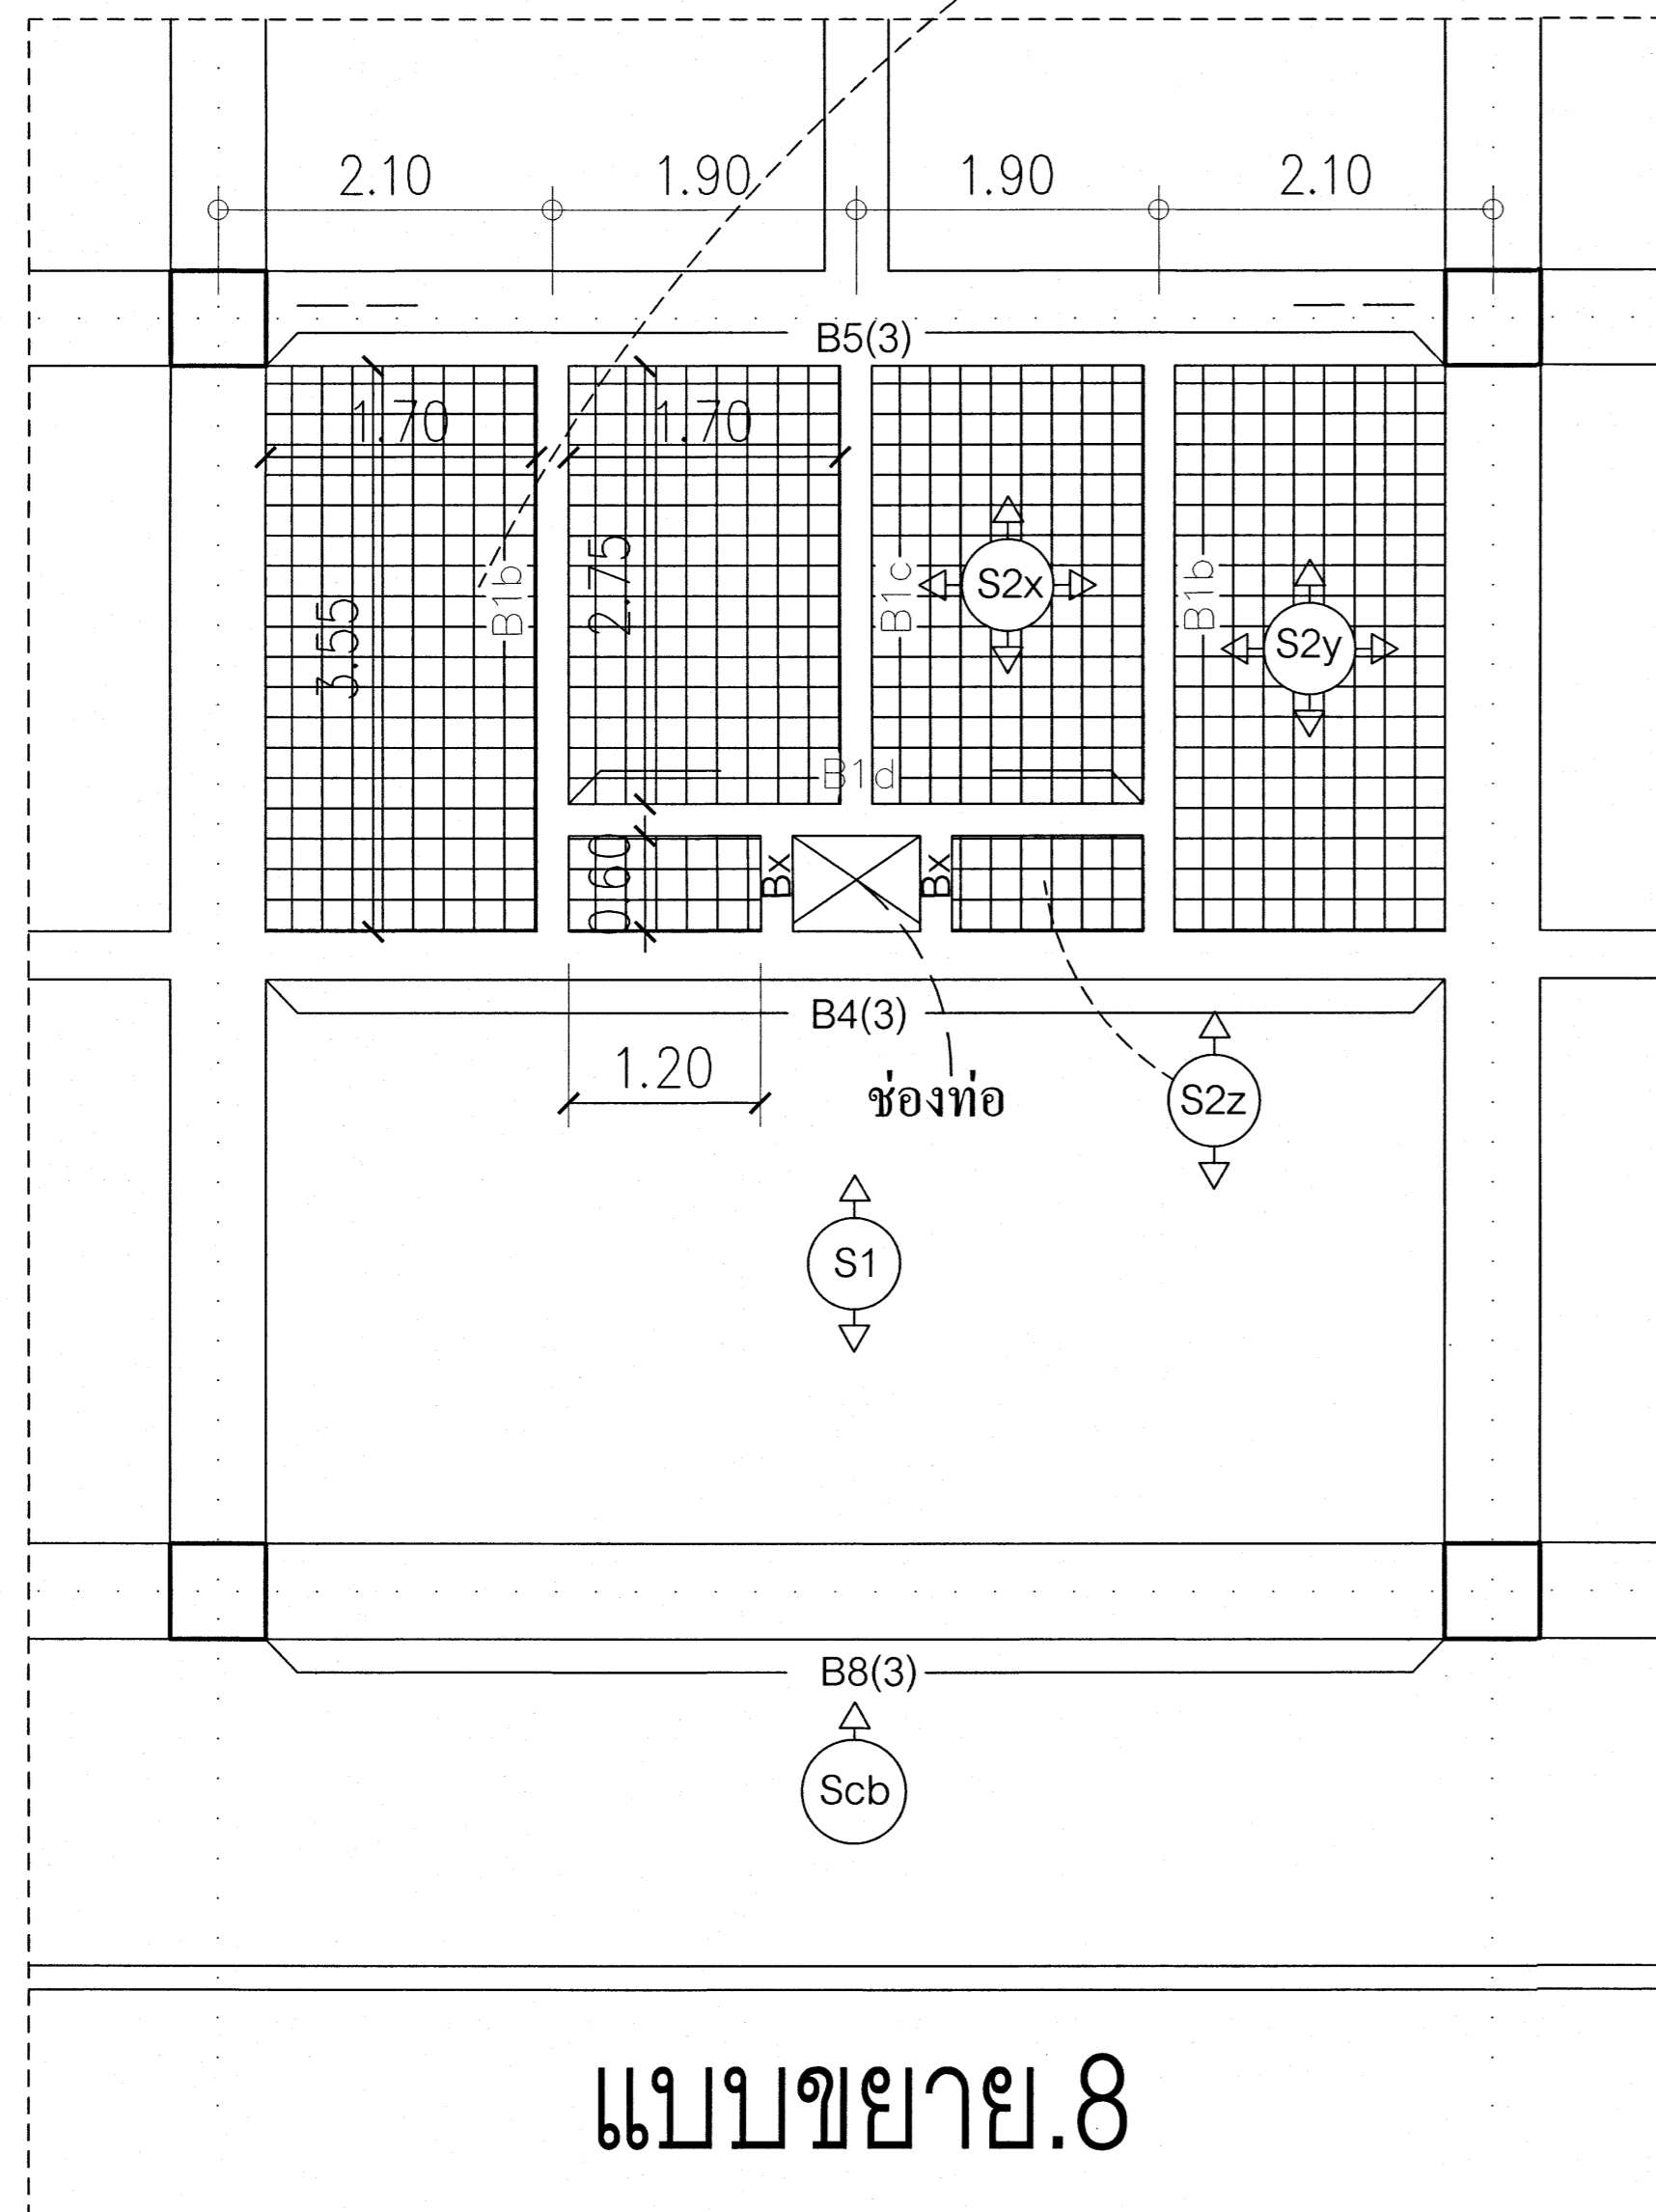 2.10 1.90 1.90 2.10
B5(3)
1.70 1.70
3.55 B1b 2.75 B1c S2x B1b S2y
B1d
0.60 Bx Bx
B4(3)
1.20 ช่องท่อ S2z
S1
B8(3)
Scb
แบบขยาย.8